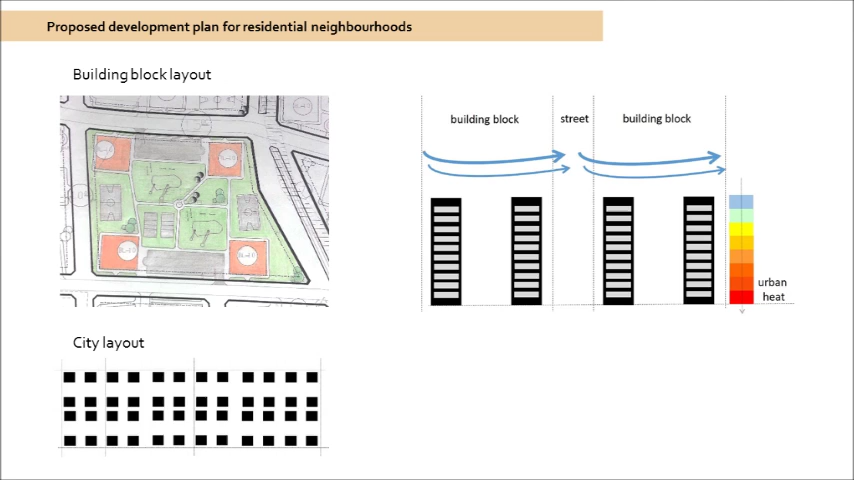 Proposed development plan for residential neighbourhoods
Building block layout
building block
street
building block
urban
heat
City layout